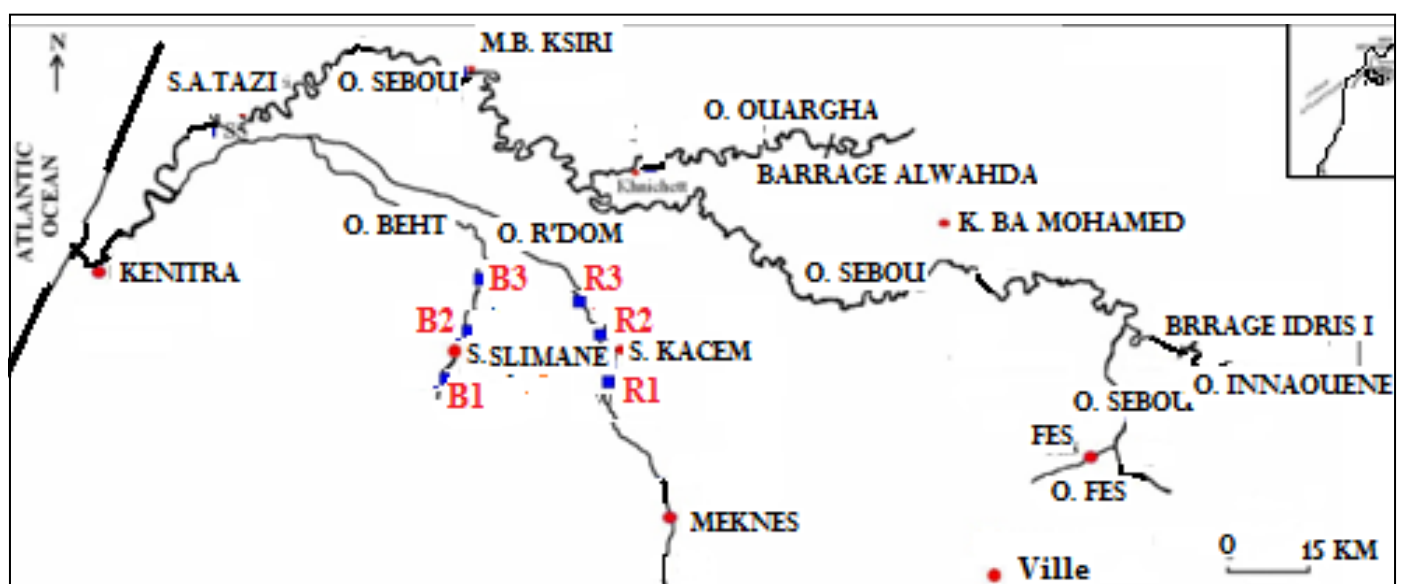 N
M.B. KSIRI
S.A.TAZI
O. SEBOU
O. OUARGHA
ATLANTIC
OCEAN
Khnichett
BARRAGE ALWAHDA
O. BEHT
O. R'DOM
K. BA MOHAMED
KENITRA
B3
R3
O. SEBOU
B2
R2
BRRAGE IDRIS I
S. SLIMANE
S. KACEM
B1
R1
O. INNAOUENE
O. SEBOU
FES
O. FES
MEKNES
0 15 KM
Ville